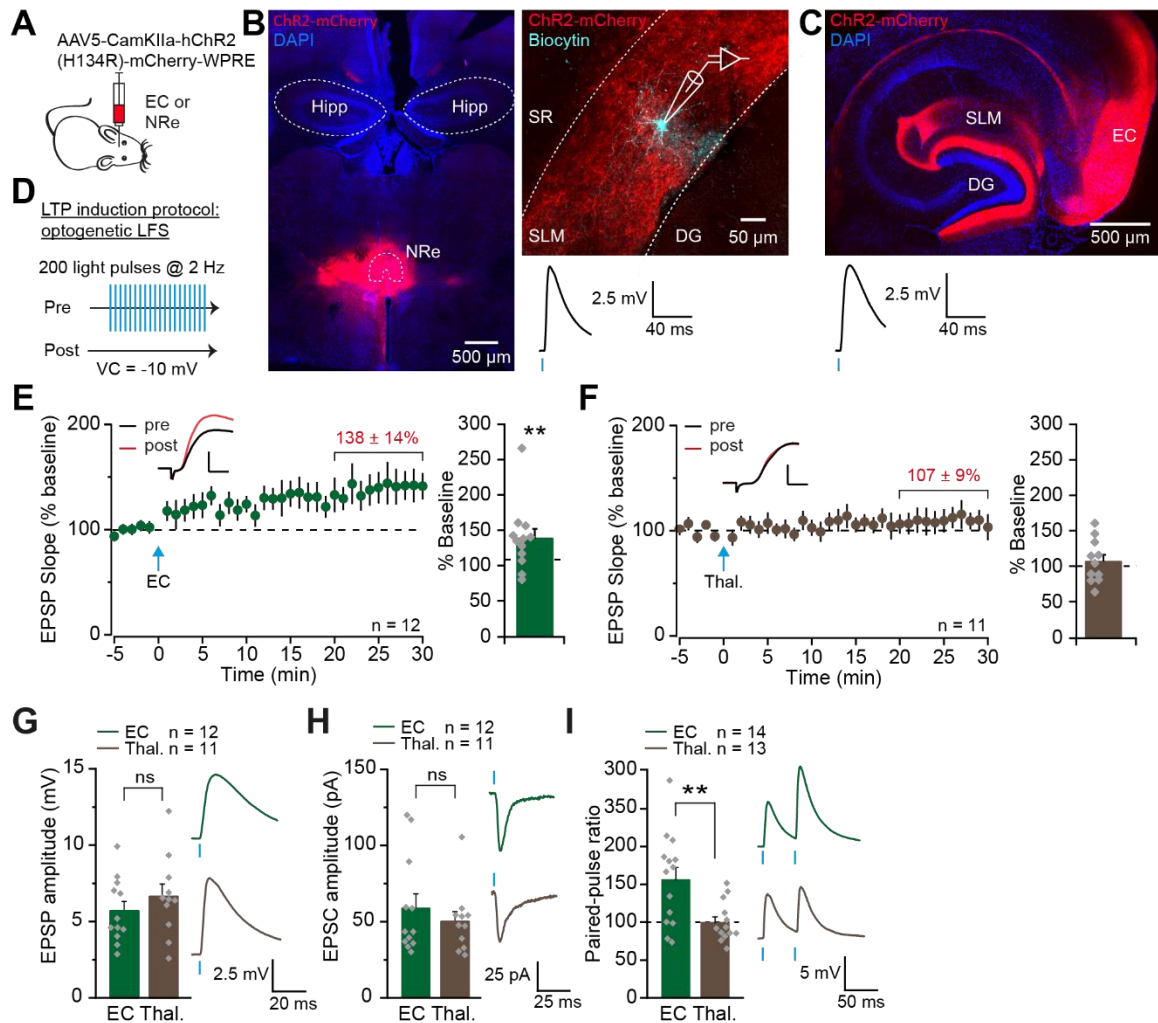 A
AAV5-CamKIIa-hChR2
(H134R)-mCherry-WPRE
EC or
NRe
B
ChR2-mCherry
DAPI
Hipp
Hipp
NRe
500 µm
ChR2-mCherry
Biocytin
SR
SLM
DG
50 µm
2.5 mV
40 ms
C
ChR2-mCherry
DAPI
SLM
EC
DG
500 µm
2.5 mV
40 ms
D
LTP induction protocol:
optogenetic LFS
200 light pulses @ 2 Hz
Pre
Post
VC = -10 mV
E
EPSP Slope (% baseline)
200
100
0
pre
post
138 ± 14%
EC
n = 12
-5
0
5
10
15
20
25
30
Time (min)
% Baseline
300
250
200
150
100
50
0
**
F
EPSP Slope (% baseline)
200
100
0
pre
post
107 ± 9%
Thal.
n = 11
-5
0
5
10
15
20
25
30
Time (min)
% Baseline
300
250
200
150
100
50
0
G
EC n = 12
Thal. n = 11
EPSP amplitude (mV)
15
10
5
0
ns
EC Thal.
2.5 mV
20 ms
H
EC n = 12
Thal. n = 11
EPSC amplitude (pA)
150
100
50
0
ns
EC Thal.
25 pA
25 ms
I
EC n = 14
Thal. n = 13
Paired-pulse ratio
300
350
200
150
100
50
0
**
EC Thal.
5 mV
50 ms